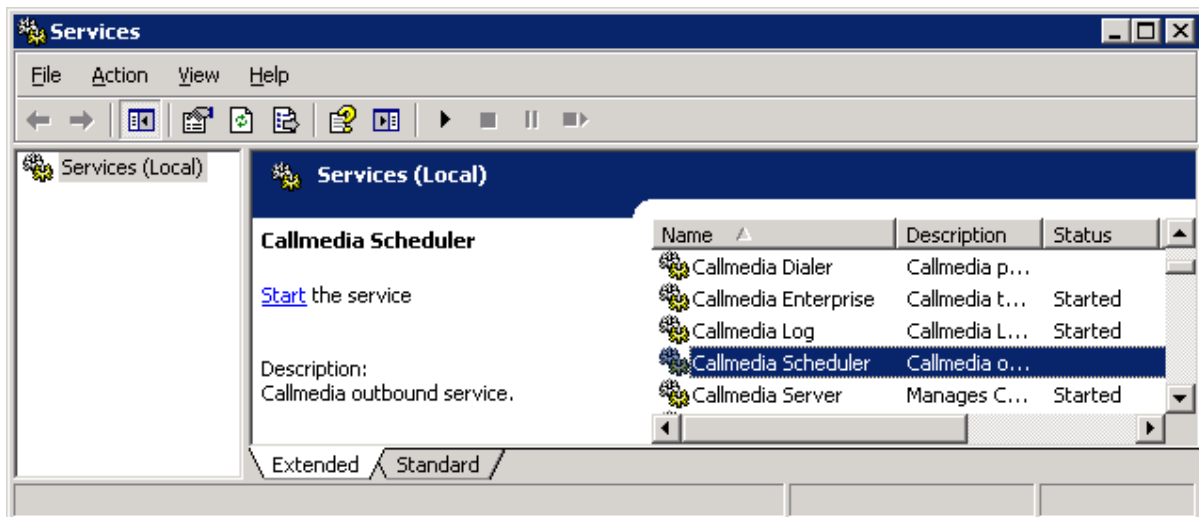 Services
File Action View Help
Services (Local)
Services (Local)
Callmedia Scheduler
Start the service
Description:
Callmedia outbound service.
Name Description Status
Callmedia Dialer Callmedia p...
Callmedia Enterprise Callmedia t... Started
Callmedia Log Callmedia L... Started
Callmedia Scheduler Callmedia o...
Callmedia Server Manages C... Started
Extended Standard